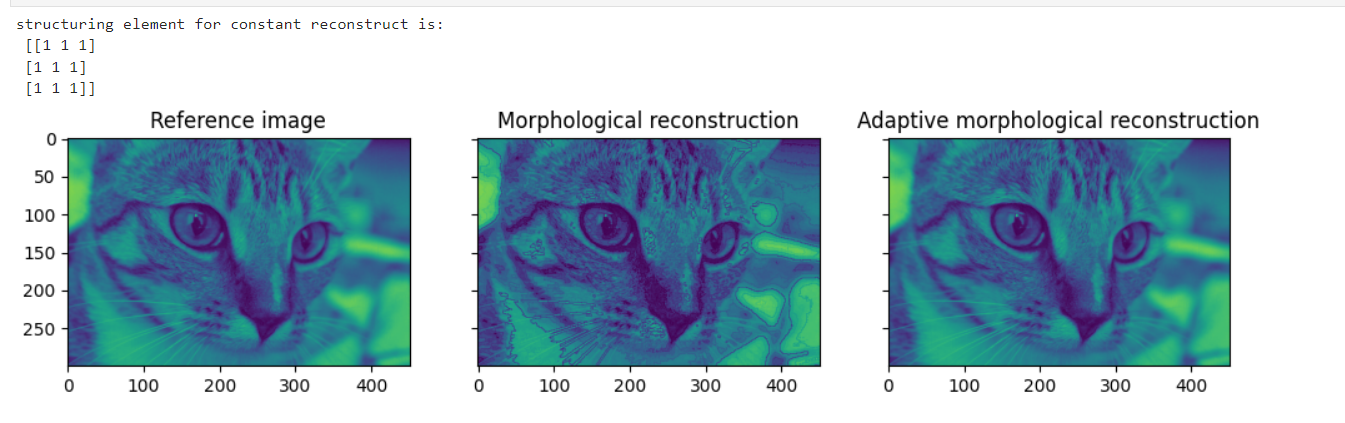 structuring element for constant reconstruct is:
[[1 1 1]
[1 1 1]
[1 1 1]]
Reference image
Morphological reconstruction
Adaptive morphological reconstruction
0
50
100
150
200
250
0 100 200 300 400
0 100 200 300 400
0 100 200 300 400